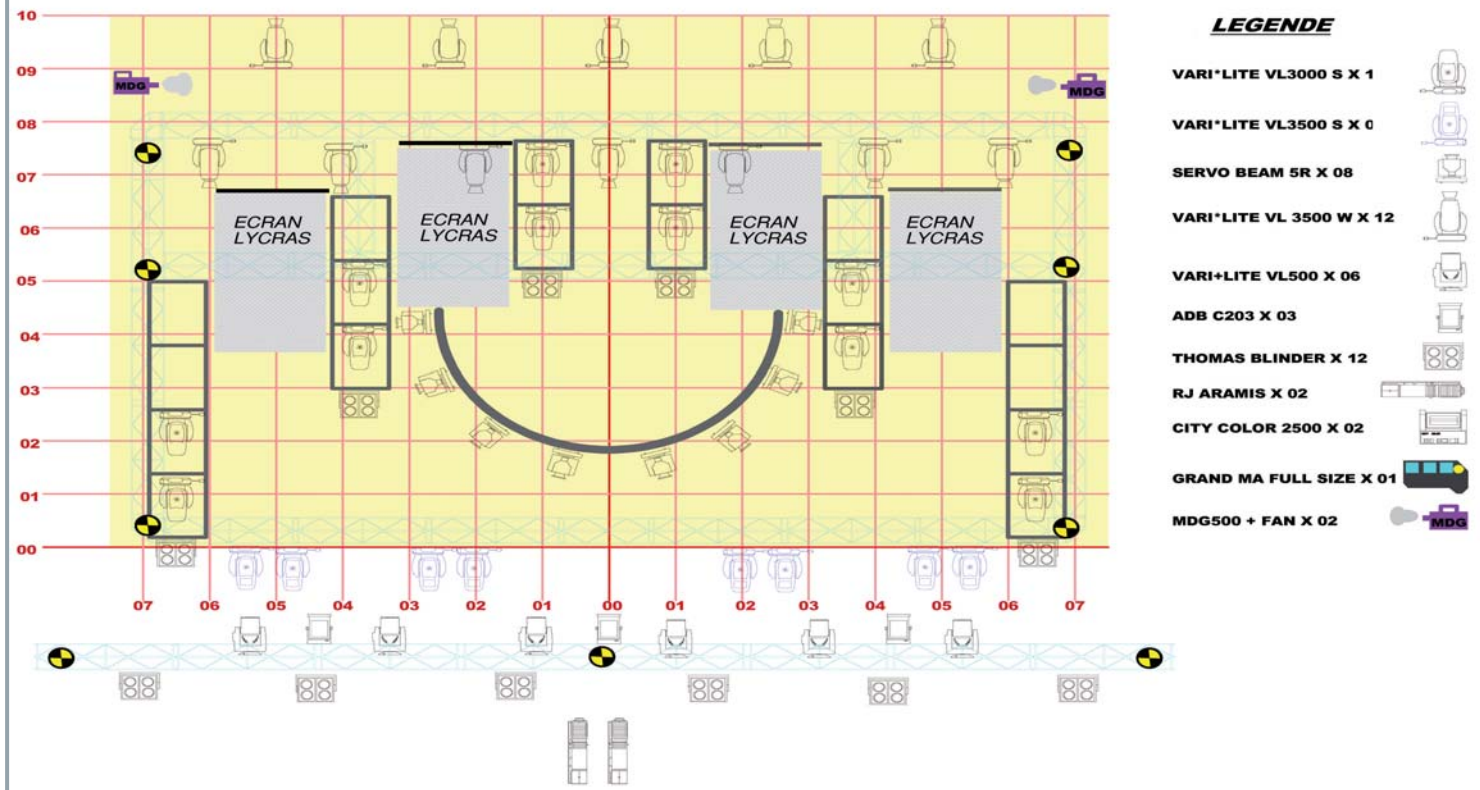 10
LEGENDE
09
VARI*LITE VL3000 S X 1
MDG
MDG
08
VARI*LITE VL3500 S X 0
07
SERVO BEAM 5R X 08
06
ECRAN
LYCRAS
ECRAN
LYCRAS
ECRAN
LYCRAS
ECRAN
LYCRAS
VARI*LITE VL 3500 W X 12
05
VARI+LITE VL500 X 06
04
ADB C203 X 03
03
THOMAS BLINDER X 12
RJ ARAMIS X 02
02
CITY COLOR 2500 X 02
01
GRAND MA FULL SIZE X 01
MDG500 + FAN X 02
MDG
00
07 06 05 04 03 02 01 00 01 02 03 04 05 06 07